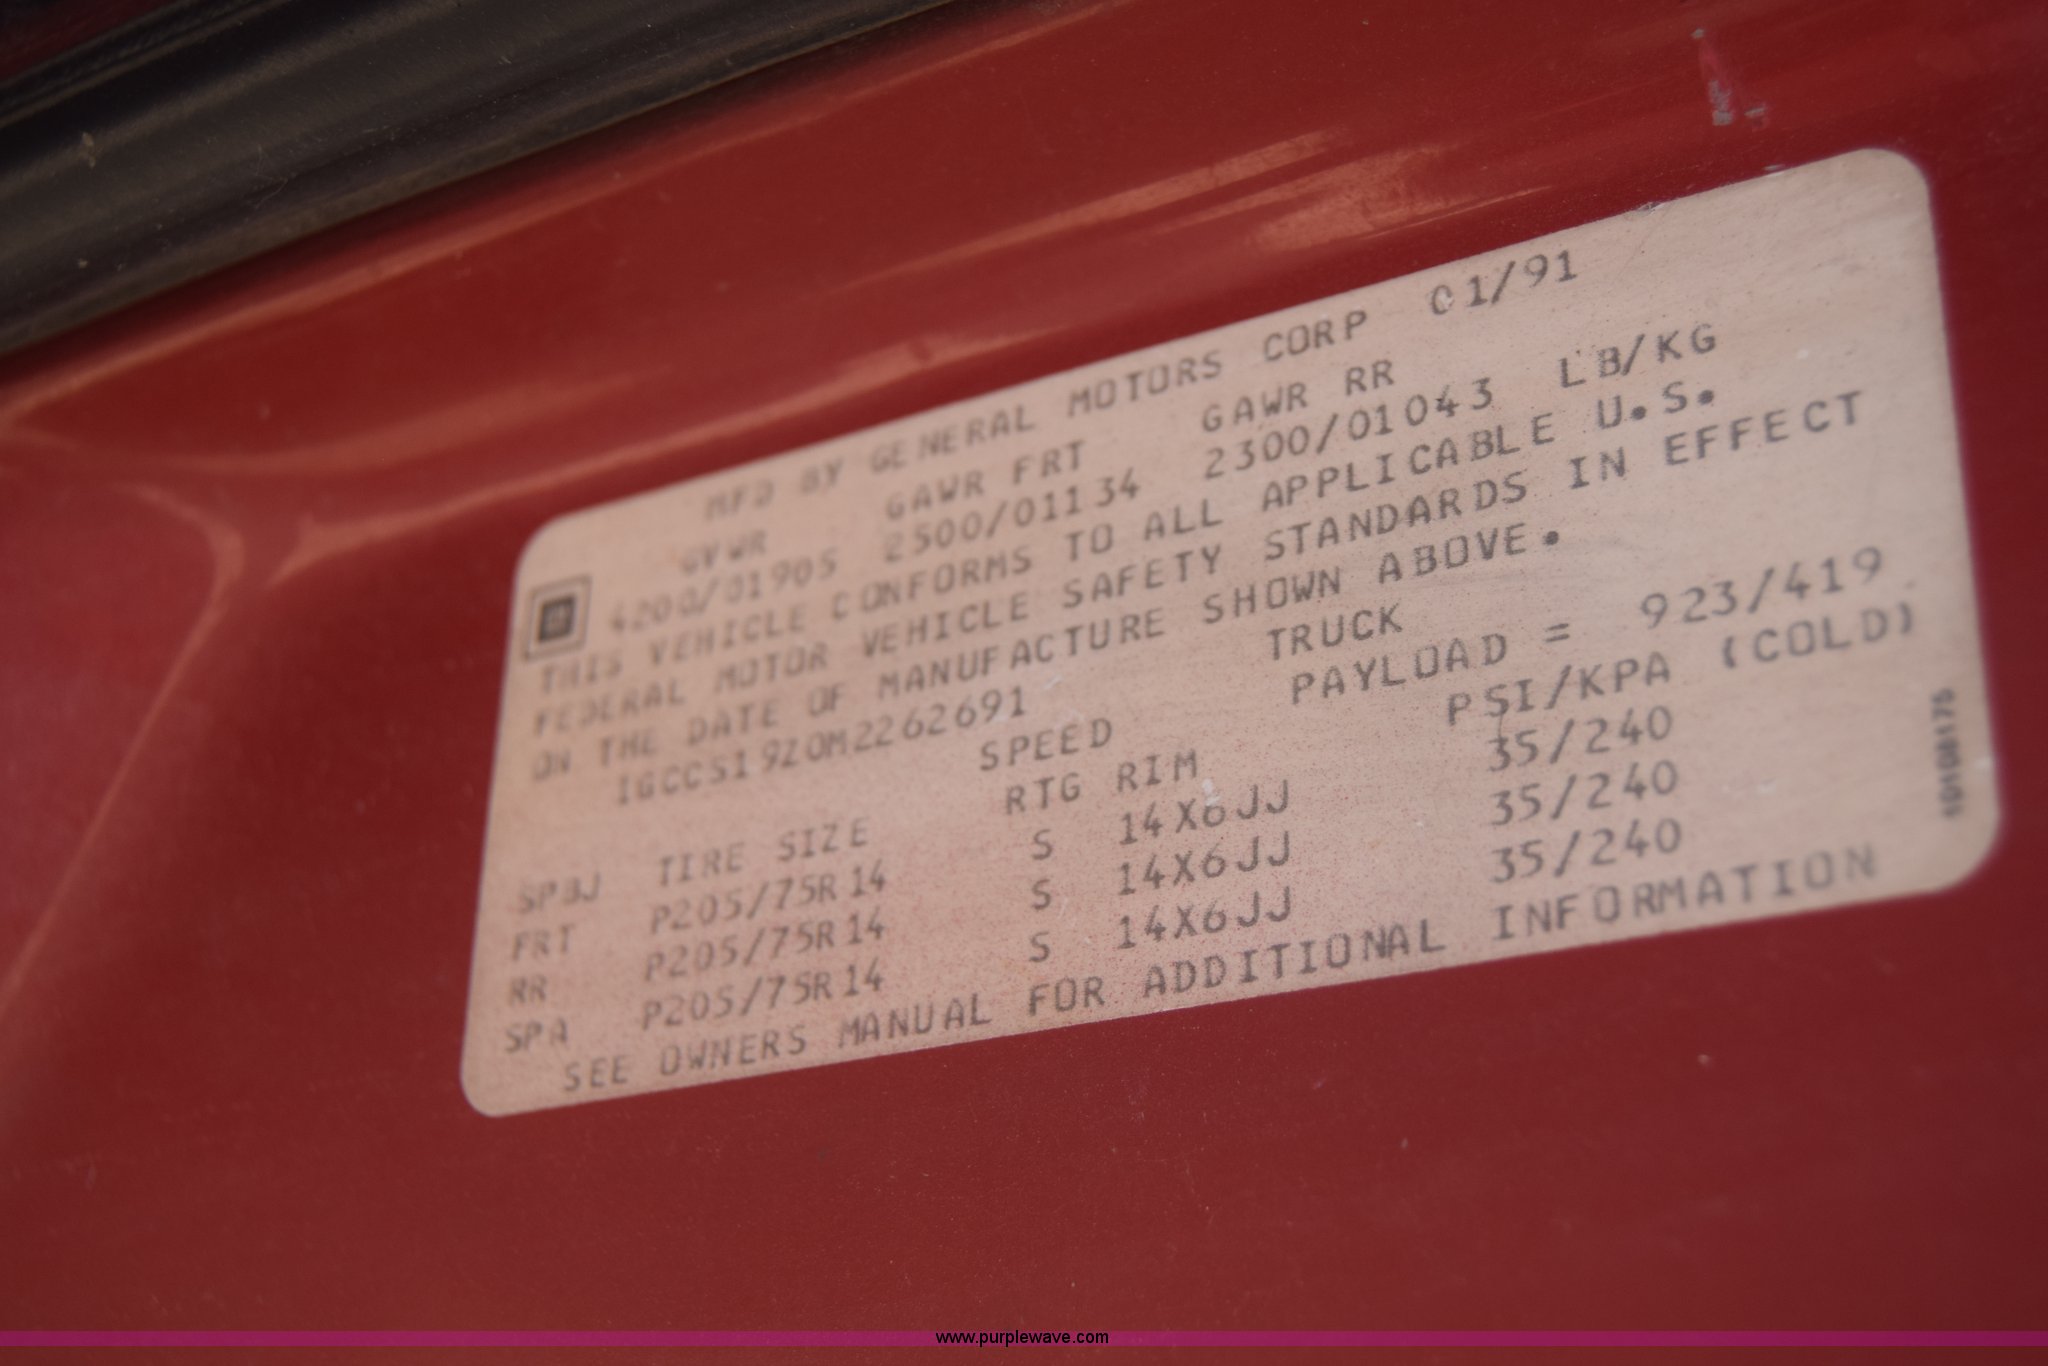 MFD BY GENERAL MOTORS CORP 01/91
GVWR GAWR FRT GAWR RR
4200/01905 2500/01134 2300/01043 LB/KG
THIS VEHICLE CONFORMS TO ALL APPLICABLE U.S.
FEDERAL MOTOR VEHICLE SAFETY STANDARDS IN EFFECT
ON THE DATE OF MANUFACTURE SHOWN ABOVE.
1GCCS19Z0M2262691 TRUCK
SPEED PAYLOAD = 923/419
TIRE SIZE RTG RIM PSI/KPA (COLD)
SPBJ
FRT P205/75R14 S 14X6JJ 35/240
RR P205/75R14 S 14X6JJ 35/240
SPA P205/75R14 S 14X6JJ 35/240
SEE OWNERS MANUAL FOR ADDITIONAL INFORMATION
10108175
www.purplewave.com